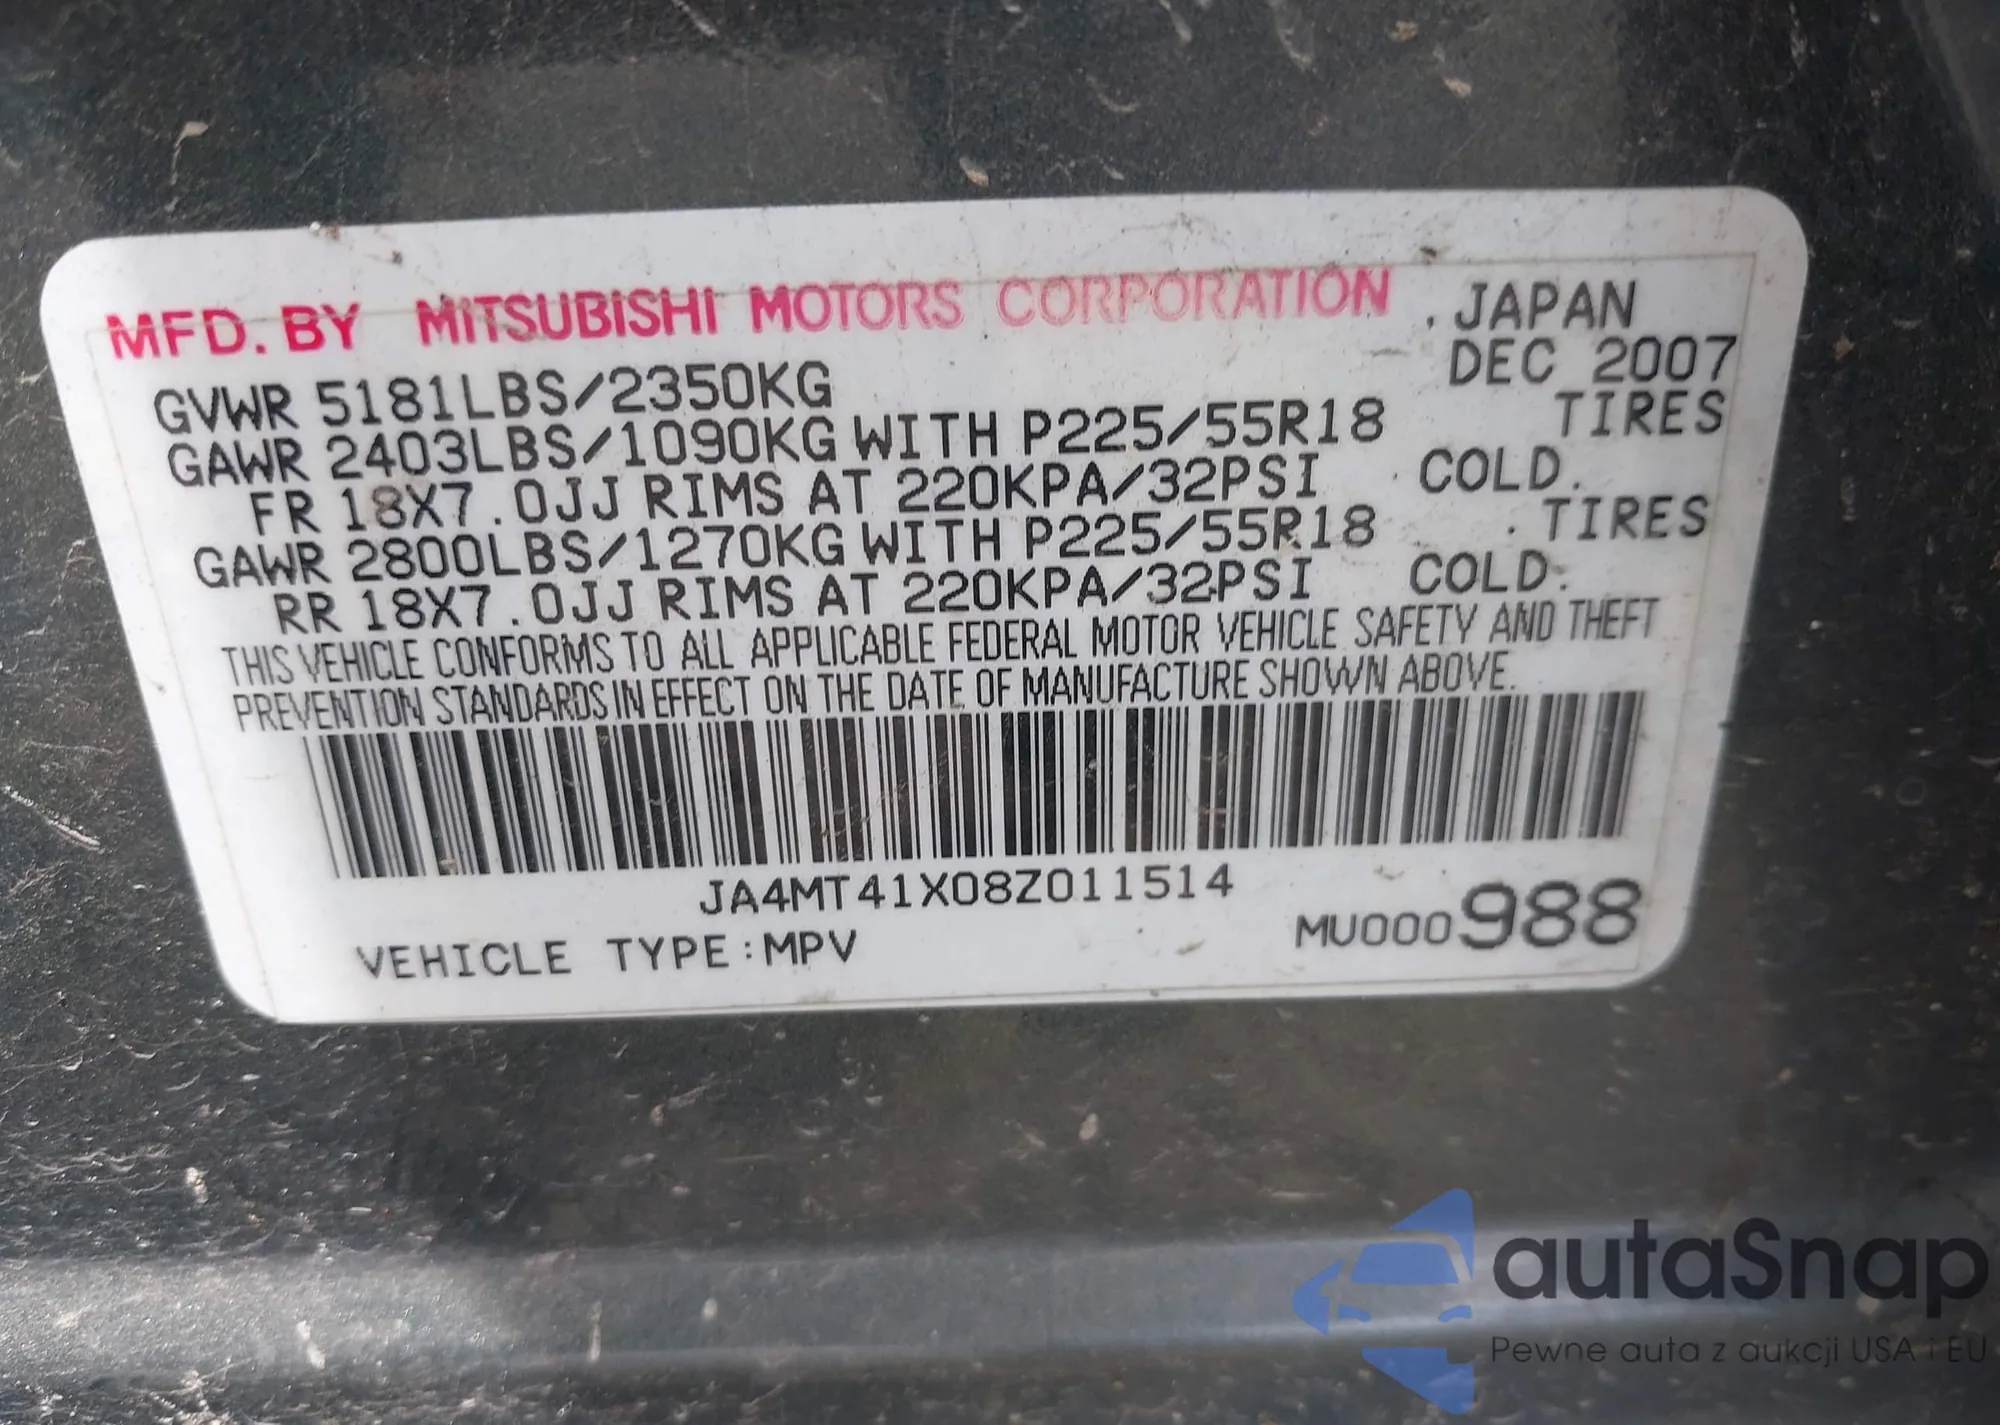 MFD. BY MITSUBISHI MOTORS CORPORATION . JAPAN
GVWR 5181LBS/2350KG DEC 2007
GAWR 2403LBS/1090KG WITH P225/55R18 TIRES
FR 18X7.0JJ RIMS AT 220KPA/32PSI COLD.
GAWR 2800LBS/1270KG WITH P225/55R18 . TIRES
RR 18X7.0JJ RIMS AT 220KPA/32PSI COLD.
THIS VEHICLE CONFORMS TO ALL APPLICABLE FEDERAL MOTOR VEHICLE SAFETY AND THEFT
PREVENTION STANDARDS IN EFFECT ON THE DATE OF MANUFACTURE SHOWN ABOVE.
JA4MT41X08Z011514
VEHICLE TYPE:MPV MU000988
autaSnap
Pewne auta z aukcji USA i EU